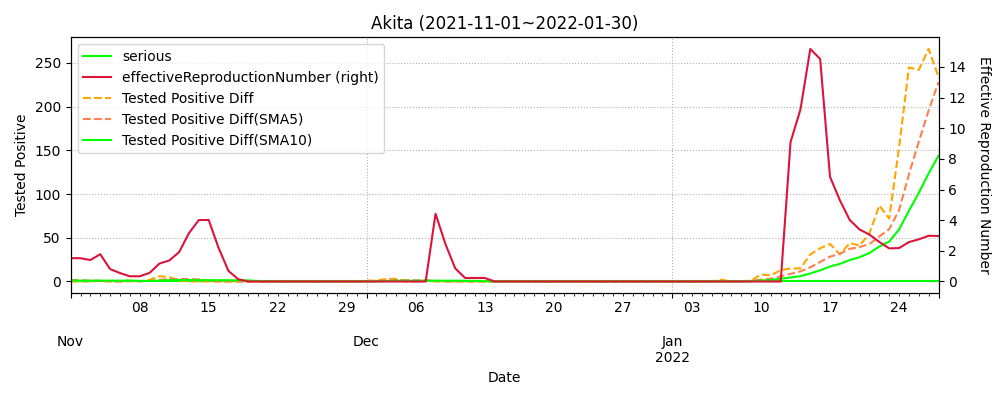 Akita (2021-11-01~2022-01-30)
serious
effectiveReproductionNumber (right)
Tested Positive Diff
Tested Positive Diff(SMA5)
Tested Positive Diff(SMA10)
Tested Positive
250
200
150
100
50
0
14
12
10
8
6
4
2
0
Effective Reproduction Number
08 15 22 29 06 13 20 27 03 10 17 24
Nov Dec Jan
2022
Date